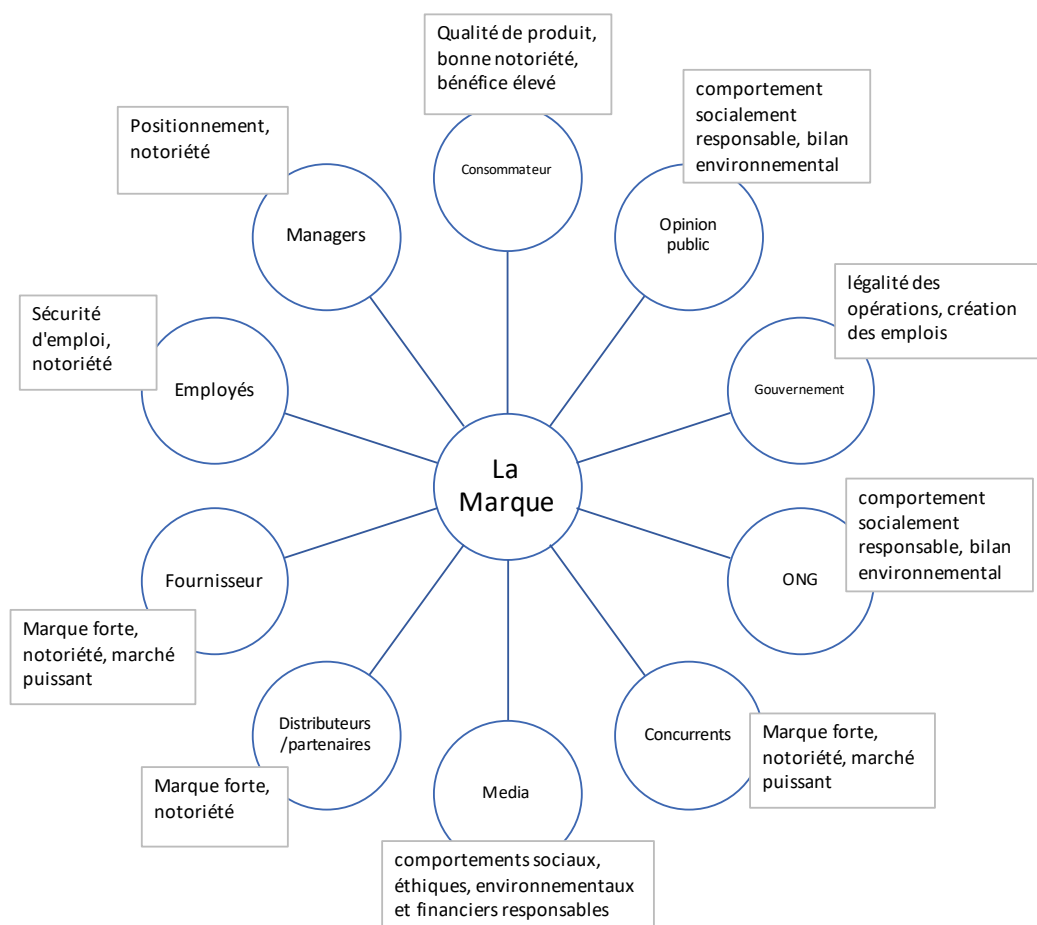 Qualité de produit,
bonne notoriété,
bénéfice élevé
Consommateur
comportement
socialement
responsable, bilan
environnemental
Opinion
public
légalité des
opérations, création
des emplois
Gouvernement
comportement
socialement
responsable, bilan
environnemental
ONG
Marque forte,
notoriété, marché
puissant
Concurrents
Media
comportements sociaux,
éthiques, environnementaux
et financiers responsables
Distributeurs
/partenaires
Marque forte,
notoriété
Fournisseur
Marque forte,
notoriété, marché
puissant
Sécurité
d'emploi,
notoriété
Employés
Positionnement,
notoriété
Managers
La
Marque